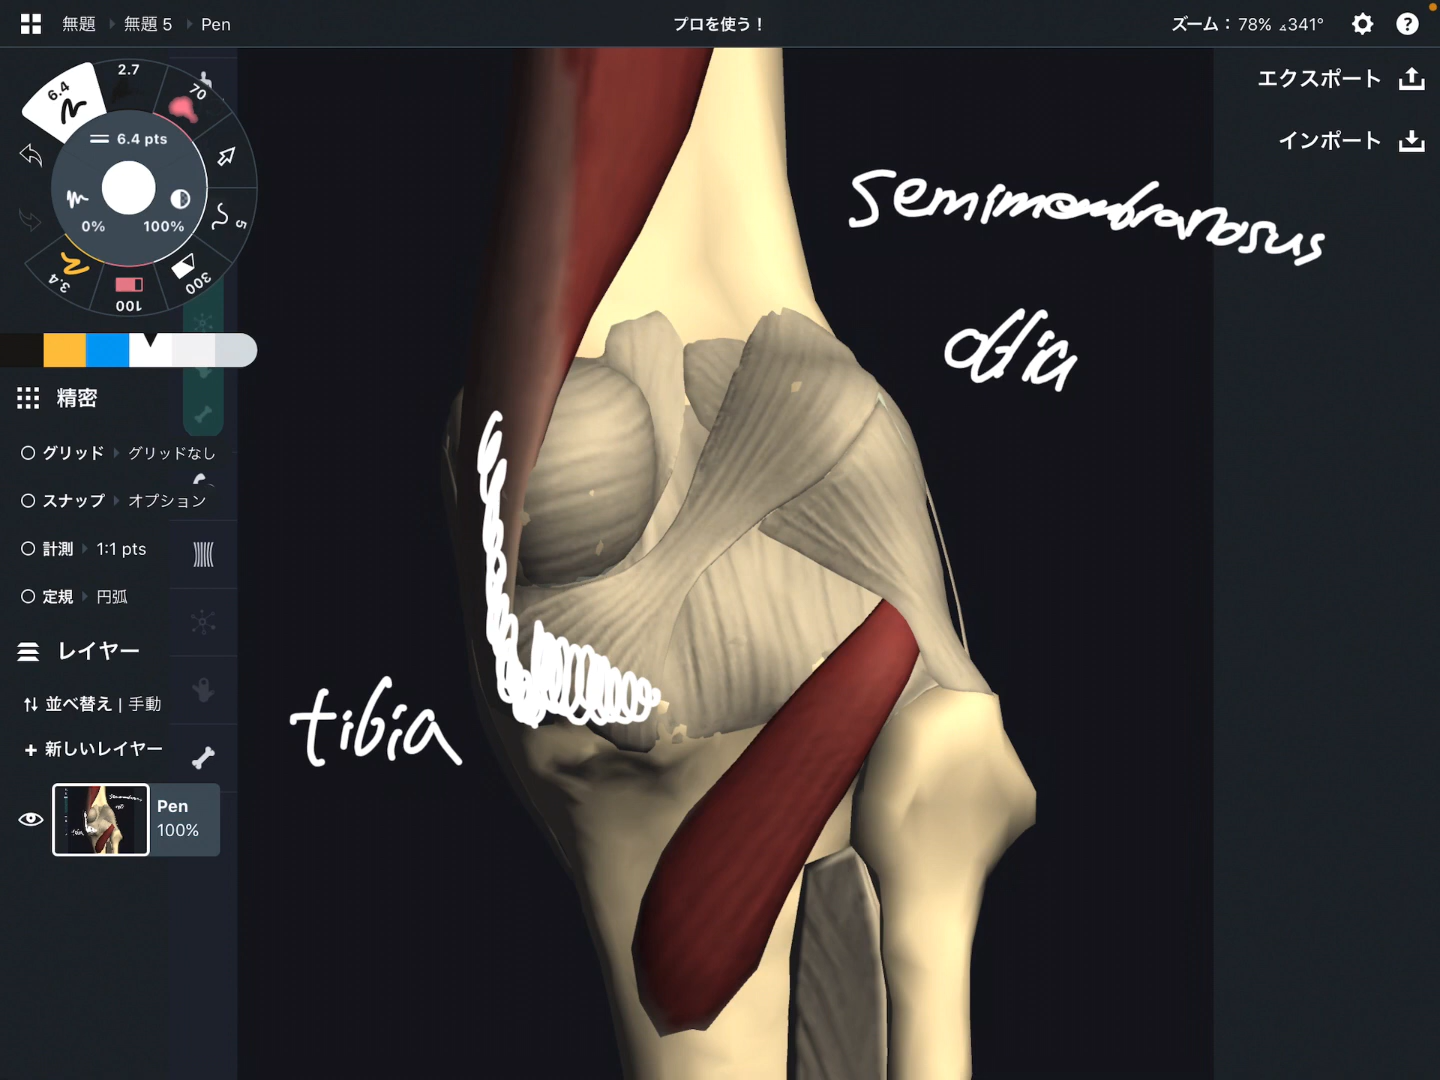 無題 無題 5 Pen
プロを使う！
ズーム： 78% ⊿341°
エクスポート
インポート
6.4
2.7
70
5
300
100
3.4
6.4 pts
0% 100%
精密
グリッド グリッドなし
スナップ オプション
計測 1:1 pts
定規 円弧
レイヤー
並べ替え | 手動
+ 新しいレイヤー
Pen
100%
semimembranosus
tibia